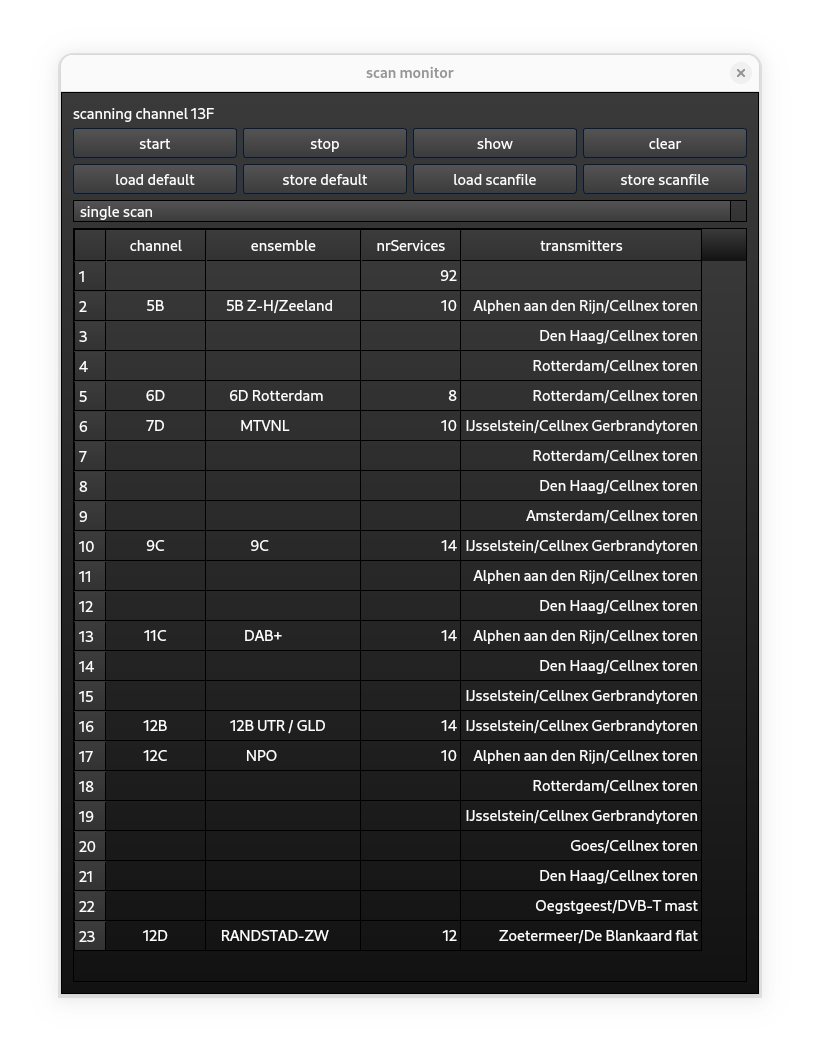 scan monitor
scanning channel 13F
start stop show clear
load default store default load scanfile store scanfile
single scan
channel ensemble nrServices transmitters
1 92
2 5B 5B Z-H/Zeeland 10 Alphen aan den Rijn/Cellnex toren
3 Den Haag/Cellnex toren
4 Rotterdam/Cellnex toren
5 6D 6D Rotterdam 8 Rotterdam/Cellnex toren
6 7D MTVNL 10 IJsselstein/Cellnex Gerbrandytoren
7 Rotterdam/Cellnex toren
8 Den Haag/Cellnex toren
9 Amsterdam/Cellnex toren
10 9C 9C 14 IJsselstein/Cellnex Gerbrandytoren
11 Alphen aan den Rijn/Cellnex toren
12 Den Haag/Cellnex toren
13 11C DAB+ 14 Alphen aan den Rijn/Cellnex toren
14 Den Haag/Cellnex toren
15 IJsselstein/Cellnex Gerbrandytoren
16 12B 12B UTR / GLD 14 IJsselstein/Cellnex Gerbrandytoren
17 12C NPO 10 Alphen aan den Rijn/Cellnex toren
18 Rotterdam/Cellnex toren
19 IJsselstein/Cellnex Gerbrandytoren
20 Goes/Cellnex toren
21 Den Haag/Cellnex toren
22 Oegstgeest/DVB-T mast
23 12D RANDSTAD-ZW 12 Zoetermeer/De Blankaard flat